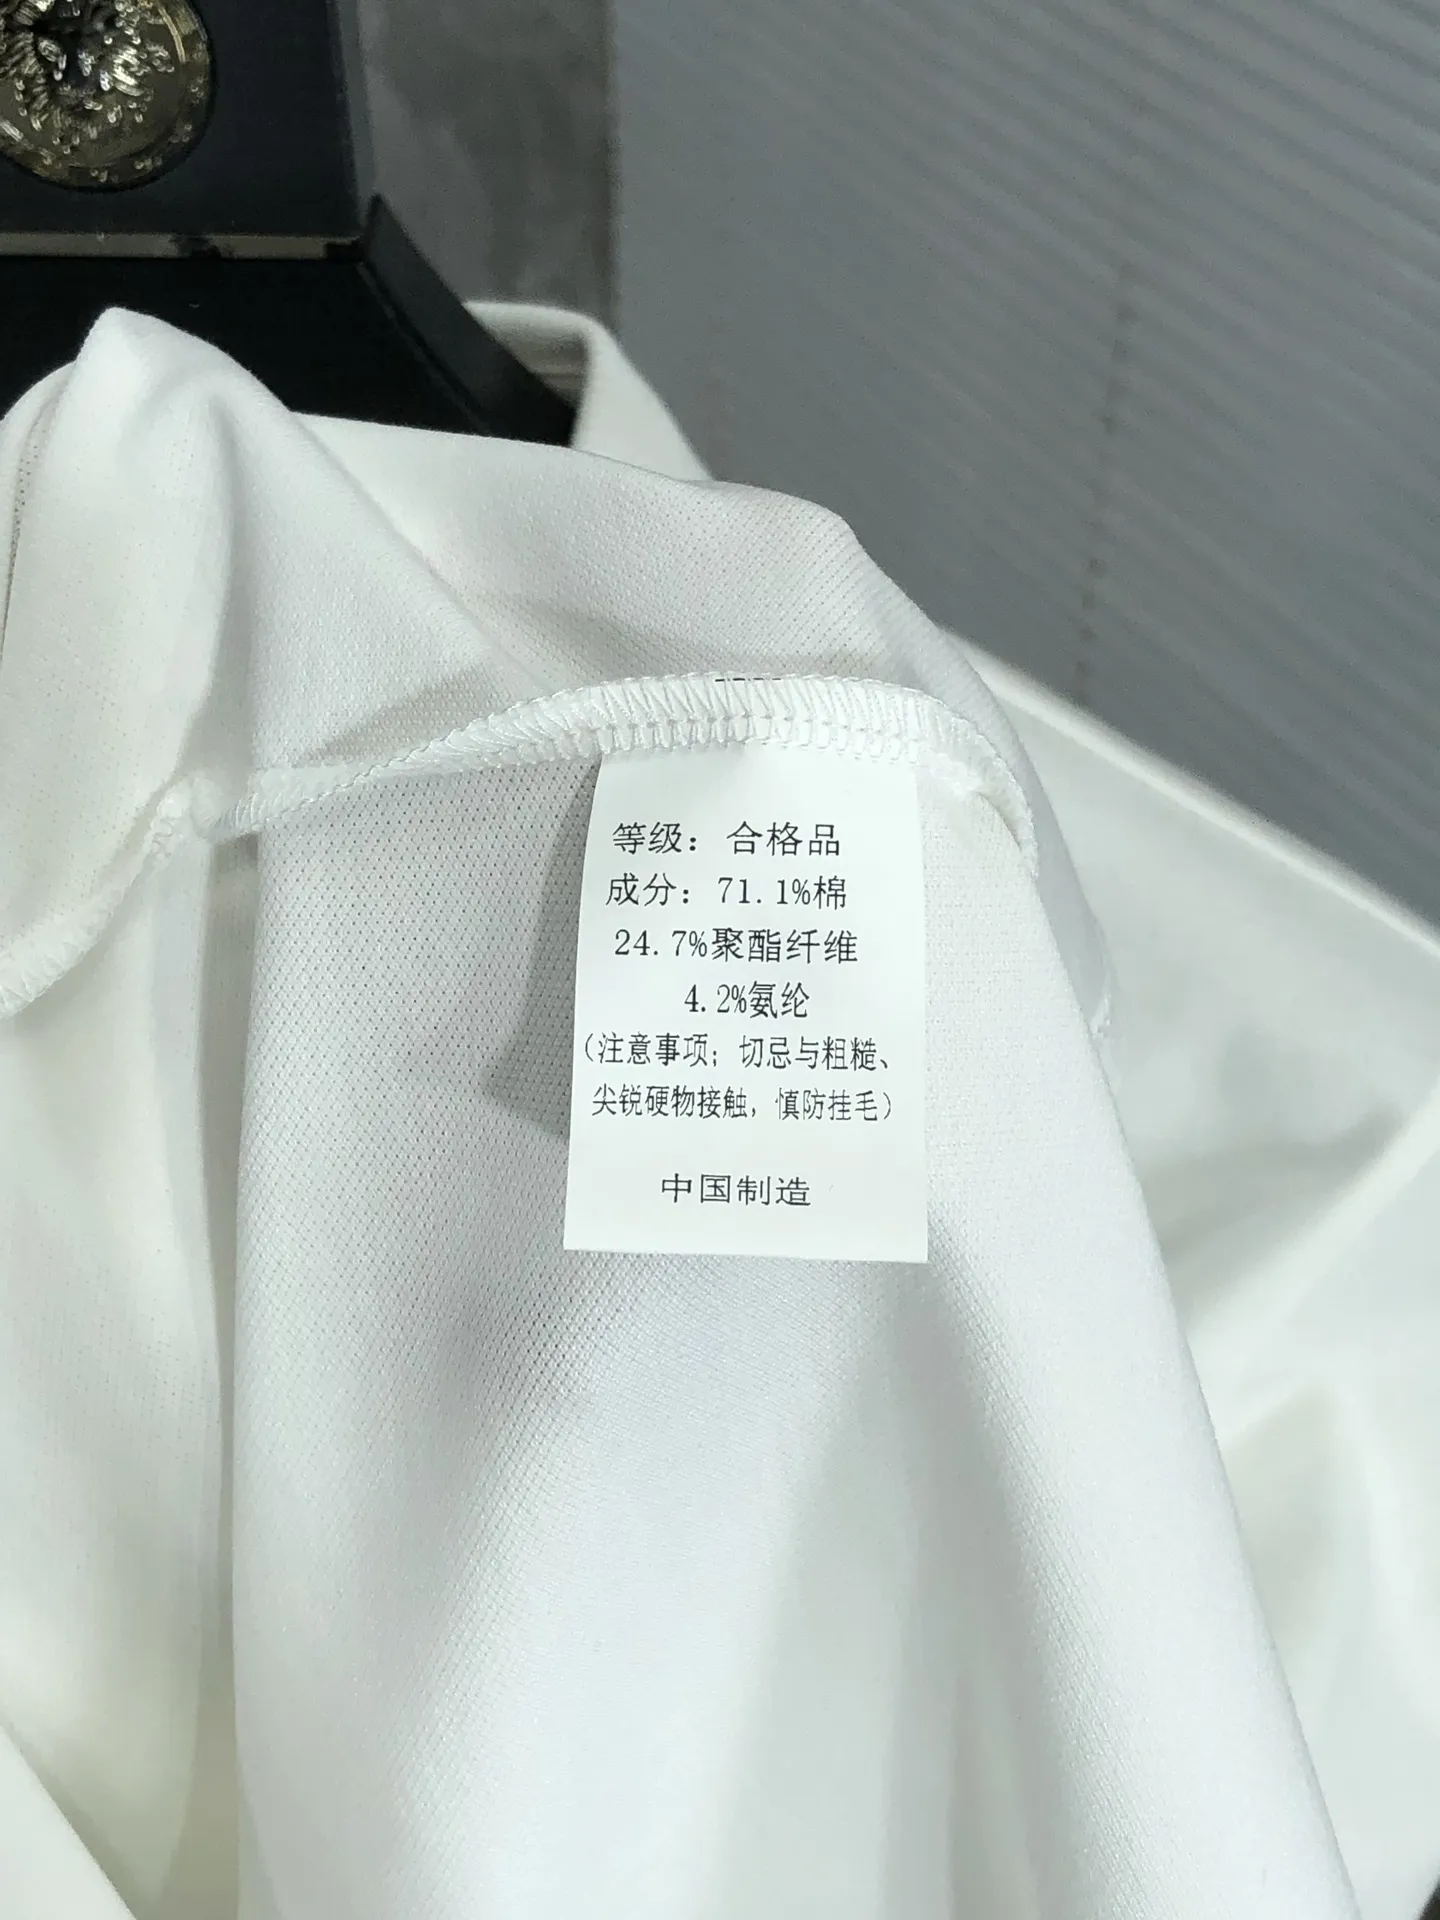 等级：合格品
成分：71.1%棉
24.7%聚酯纤维
4.2%氨纶
（注意事项；切忌与粗糙、
尖锐硬物接触，慎防挂毛）
中国制造